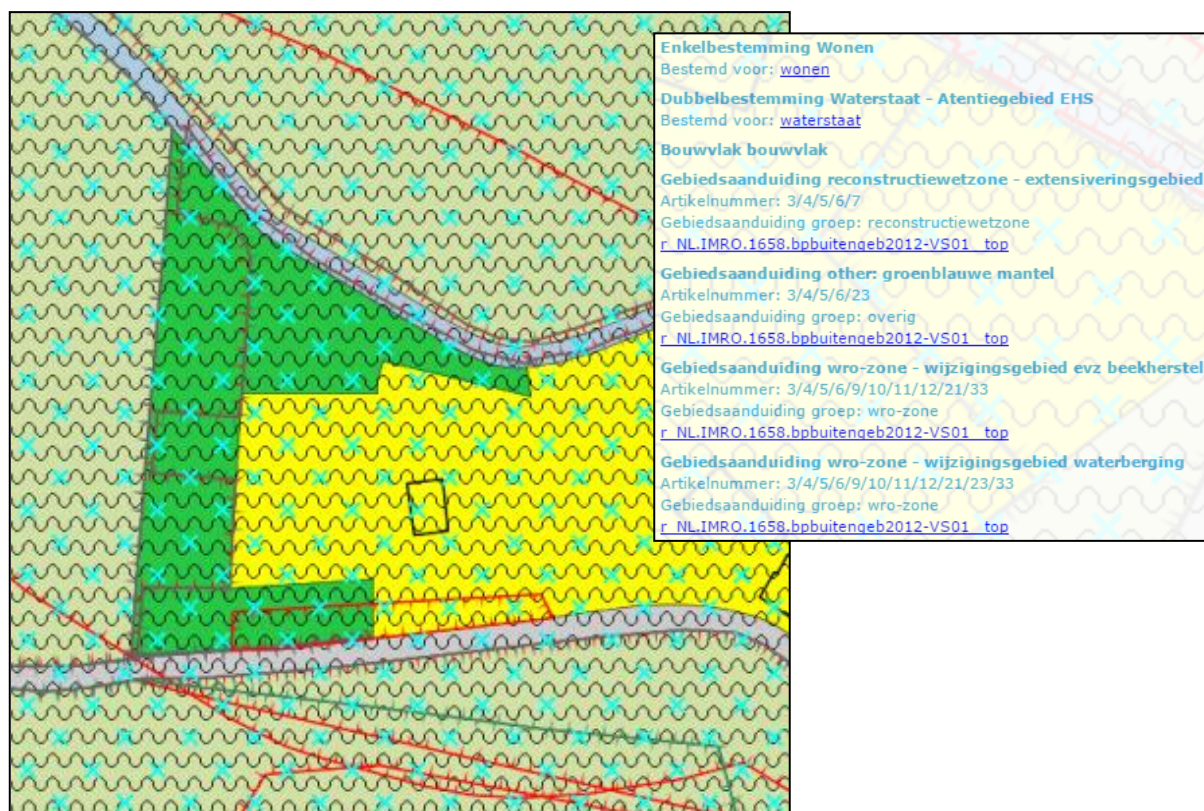 Enkelbestemming Wonen
Bestemd voor: wonen
Dubbelbestemming Waterstaat - Atentiegebied EHS
Bestemd voor: waterstaat
Bouwvlak bouwvlak
Gebiedsaanduiding reconstructiewetzone - extensiveringsgebied
Artikelnummer: 3/4/5/6/7
Gebiedsaanduiding groep: reconstructiewetzone
r_NL.IMRO.1658.bpbuitengeb2012-VS01_top
Gebiedsaanduiding other: groenblauwe mantel
Artikelnummer: 3/4/5/6/23
Gebiedsaanduiding groep: overig
r_NL.IMRO.1658.bpbuitengeb2012-VS01_top
Gebiedsaanduiding wro-zone - wijzigingsgebied evz beekherstel
Artikelnummer: 3/4/5/6/9/10/11/12/21/33
Gebiedsaanduiding groep: wro-zone
r_NL.IMRO.1658.bpbuitengeb2012-VS01_top
Gebiedsaanduiding wro-zone - wijzigingsgebied waterberging
Artikelnummer: 3/4/5/6/9/10/11/12/21/23/33
Gebiedsaanduiding groep: wro-zone
r_NL.IMRO.1658.bpbuitengeb2012-VS01_top